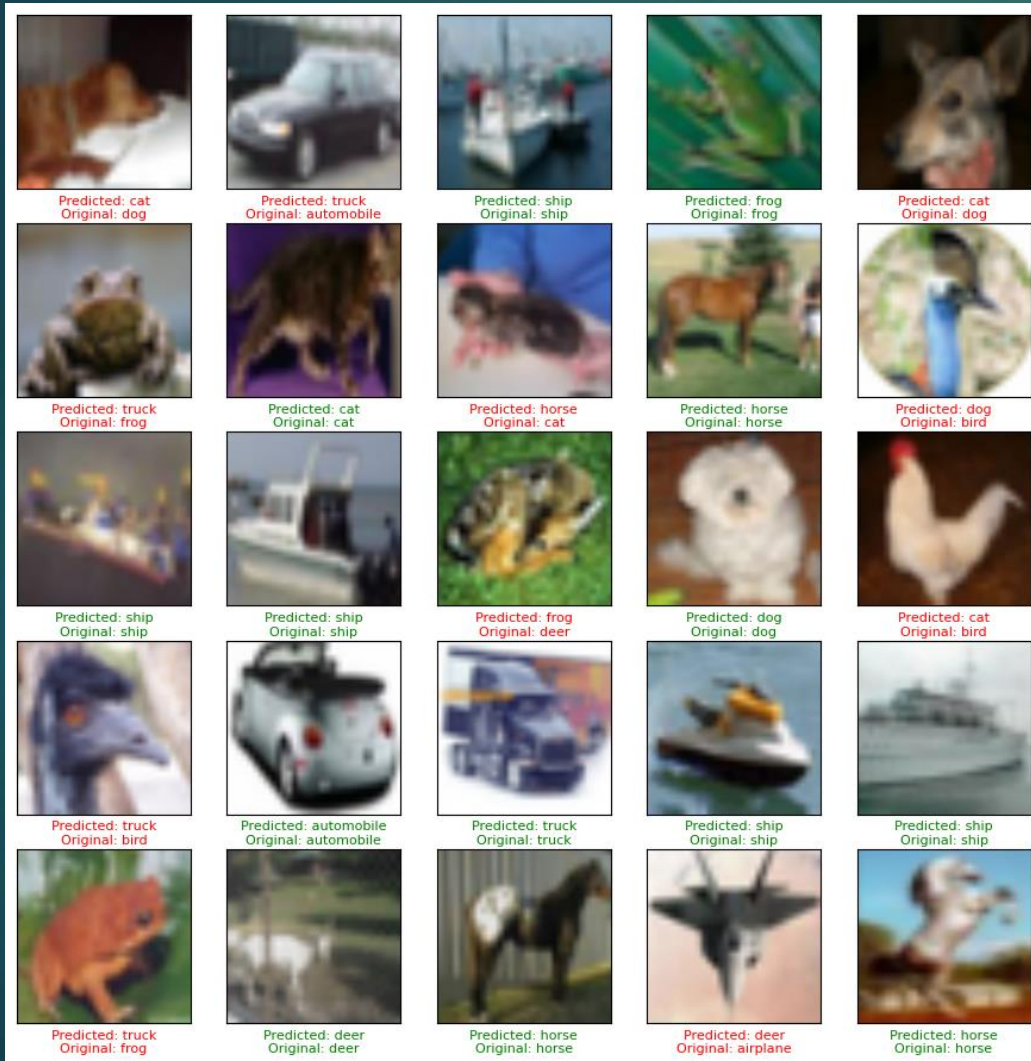 Predicted: cat
Original: dog
Predicted: truck
Original: automobile
Predicted: ship
Original: ship
Predicted: frog
Original: frog
Predicted: cat
Original: dog
Predicted: truck
Original: frog
Predicted: cat
Original: cat
Predicted: horse
Original: cat
Predicted: horse
Original: horse
Predicted: dog
Original: bird
Predicted: ship
Original: ship
Predicted: ship
Original: ship
Predicted: frog
Original: deer
Predicted: dog
Original: dog
Predicted: cat
Original: bird
Predicted: truck
Original: bird
Predicted: automobile
Original: automobile
Predicted: truck
Original: truck
Predicted: ship
Original: ship
Predicted: ship
Original: ship
Predicted: truck
Original: frog
Predicted: deer
Original: deer
Predicted: horse
Original: horse
Predicted: deer
Original: airplane
Predicted: horse
Original: horse